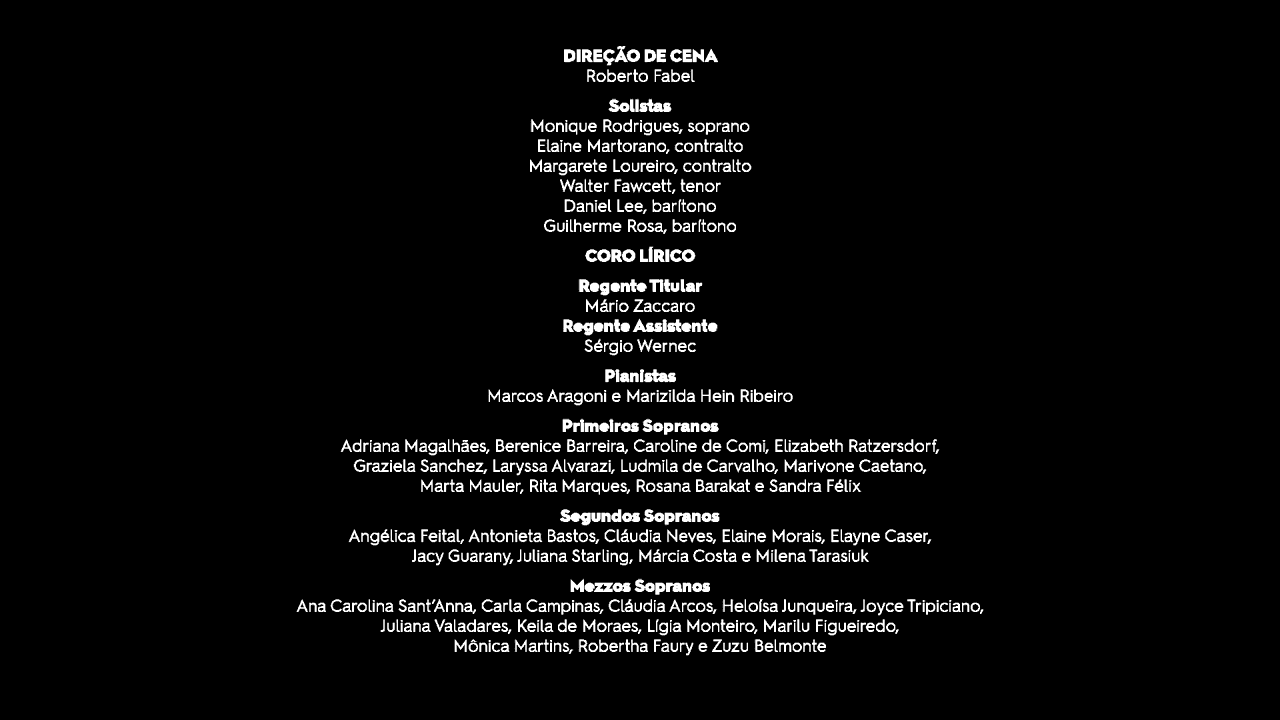 DIREÇÃO DE CENA
Roberto Fabel
Solistas
Monique Rodrigues, soprano
Elaine Martorano, contralto
Margarete Loureiro, contralto
Walter Fawcett, tenor
Daniel Lee, barítono
Guilherme Rosa, barítono
CORO LÍRICO
Regente Titular
Mário Zaccaro
Regente Assistente
Sérgio Wernec
Pianistas
Marcos Aragoni e Marizilda Hein Ribeiro
Primeiros Sopranos
Adriana Magalhães, Berenice Barreira, Caroline de Comi, Elizabeth Ratzersdorf,
Graziela Sanchez, Laryssa Alvarazi, Ludmila de Carvalho, Marivone Caetano,
Marta Mauler, Rita Marques, Rosana Barakat e Sandra Félix
Segundos Sopranos
Angélica Feital, Antonieta Bastos, Cláudia Neves, Elaine Morais, Elayne Caser,
Jacy Guarany, Juliana Starling, Márcia Costa e Milena Tarasiuk
Mezzos Sopranos
Ana Carolina Sant’Anna, Carla Campinas, Cláudia Arcos, Heloísa Junqueira, Joyce Tripiciano,
Juliana Valadares, Keila de Moraes, Lígia Monteiro, Marilu Figueiredo,
Mônica Martins, Robertha Faury e Zuzu Belmonte